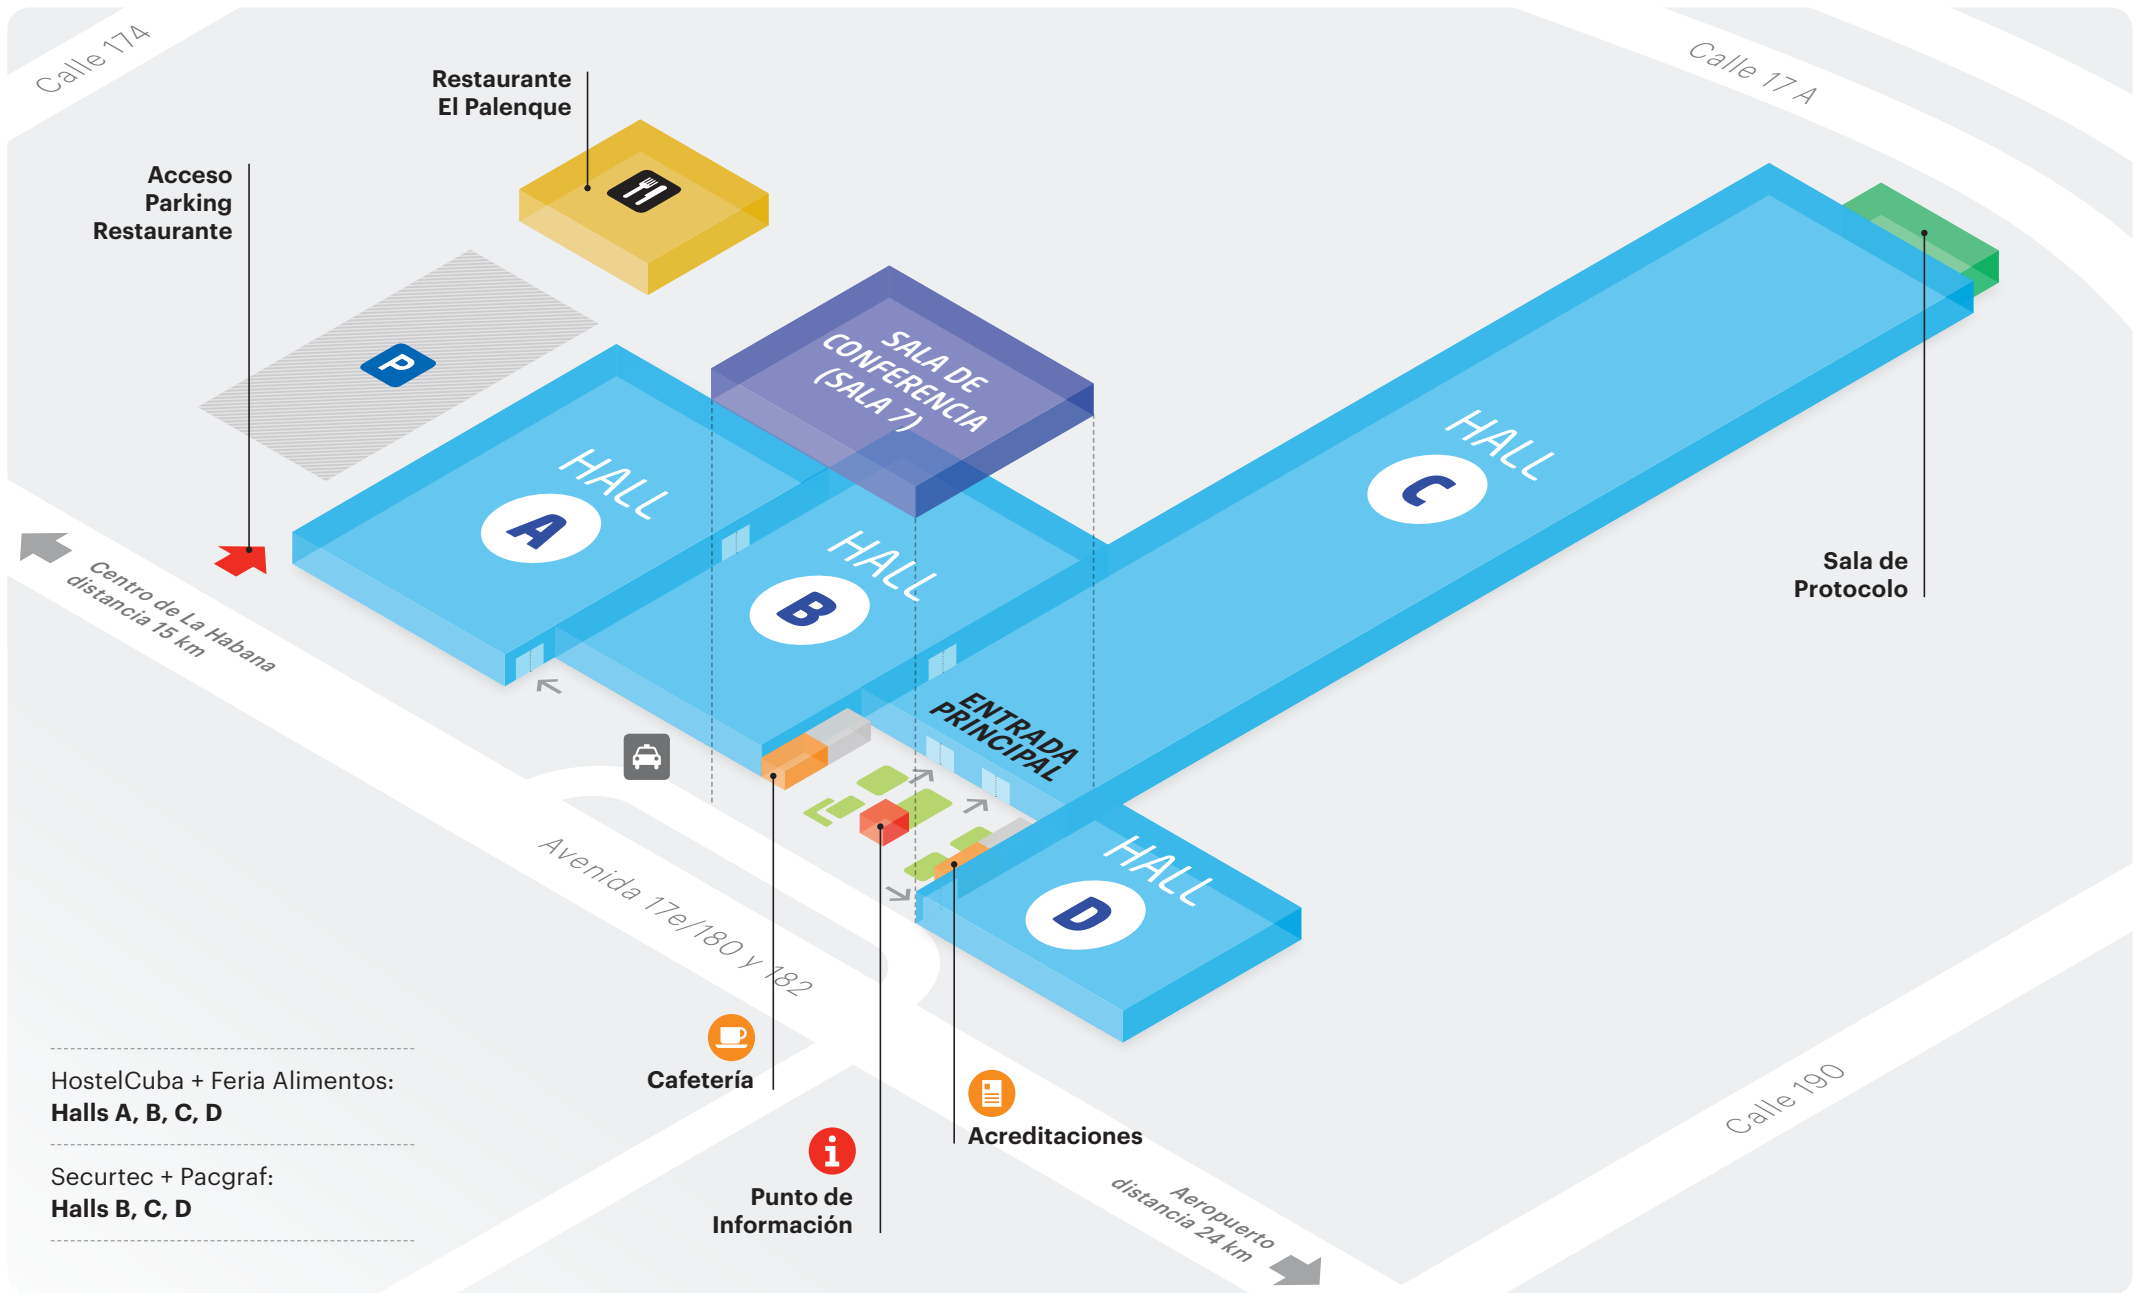 Calle 174
Calle 17 A
Restaurante
El Palenque
Acceso
Parking
Restaurante
P
SALA DE
CONFERENCIA
(SALA 7)
HALL
A
HALL
B
HALL
C
Sala de
Protocolo
Centro de La Habana
distancia 15 km
ENTRADA
PRINCIPAL
HALL
D
Avenida 17e/180 y 182
Cafetería
Acreditaciones
i
Punto de
Información
Calle 190
Aeropuerto
distancia 24 km
HostelCuba + Feria Alimentos:
Halls A, B, C, D
Securtec + Pacgraf:
Halls B, C, D